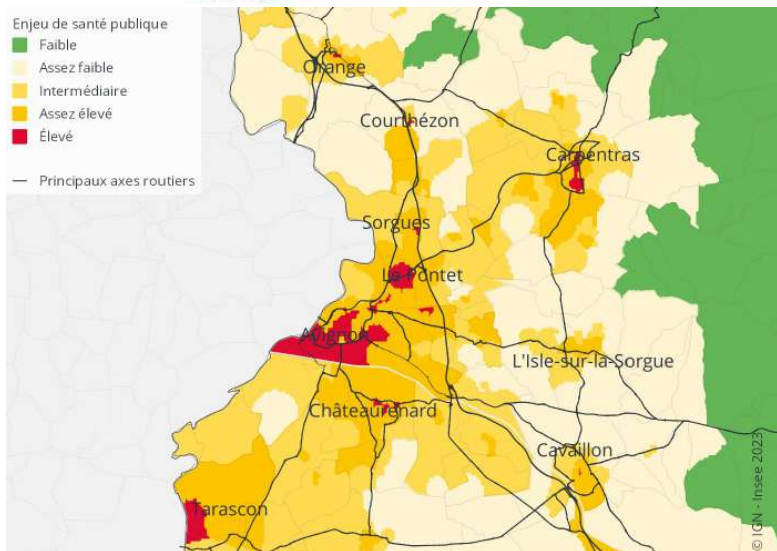 Enjeu de santé publique
Faible
Assez faible
Intermédiaire
Assez élevé
Élevé
Principaux axes routiers
Orange
Courthézon
Carpentras
Sorgues
Le Pontet
Avignon
L'Isle-sur-la-Sorgue
Châteaurenard
Cavaillon
Tarascon
© IGN - Insee 2023